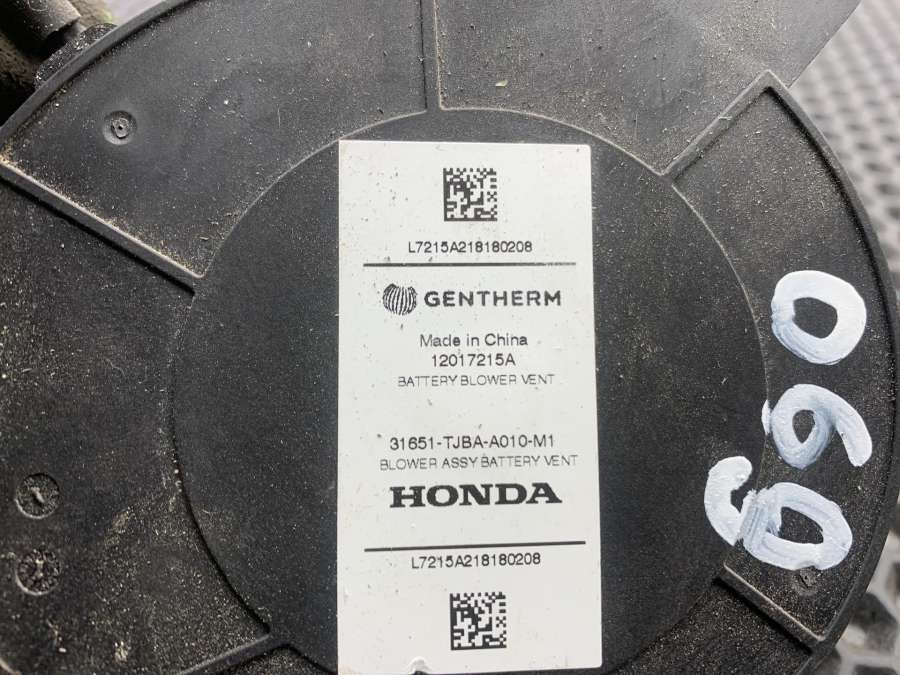 L7215A218180208
GENTHERM
Made in China
12017215A
BATTERY BLOWER VENT
31651-TJBA-A010-M1
BLOWER ASSY BATTERY VENT
HONDA
L7215A218180208